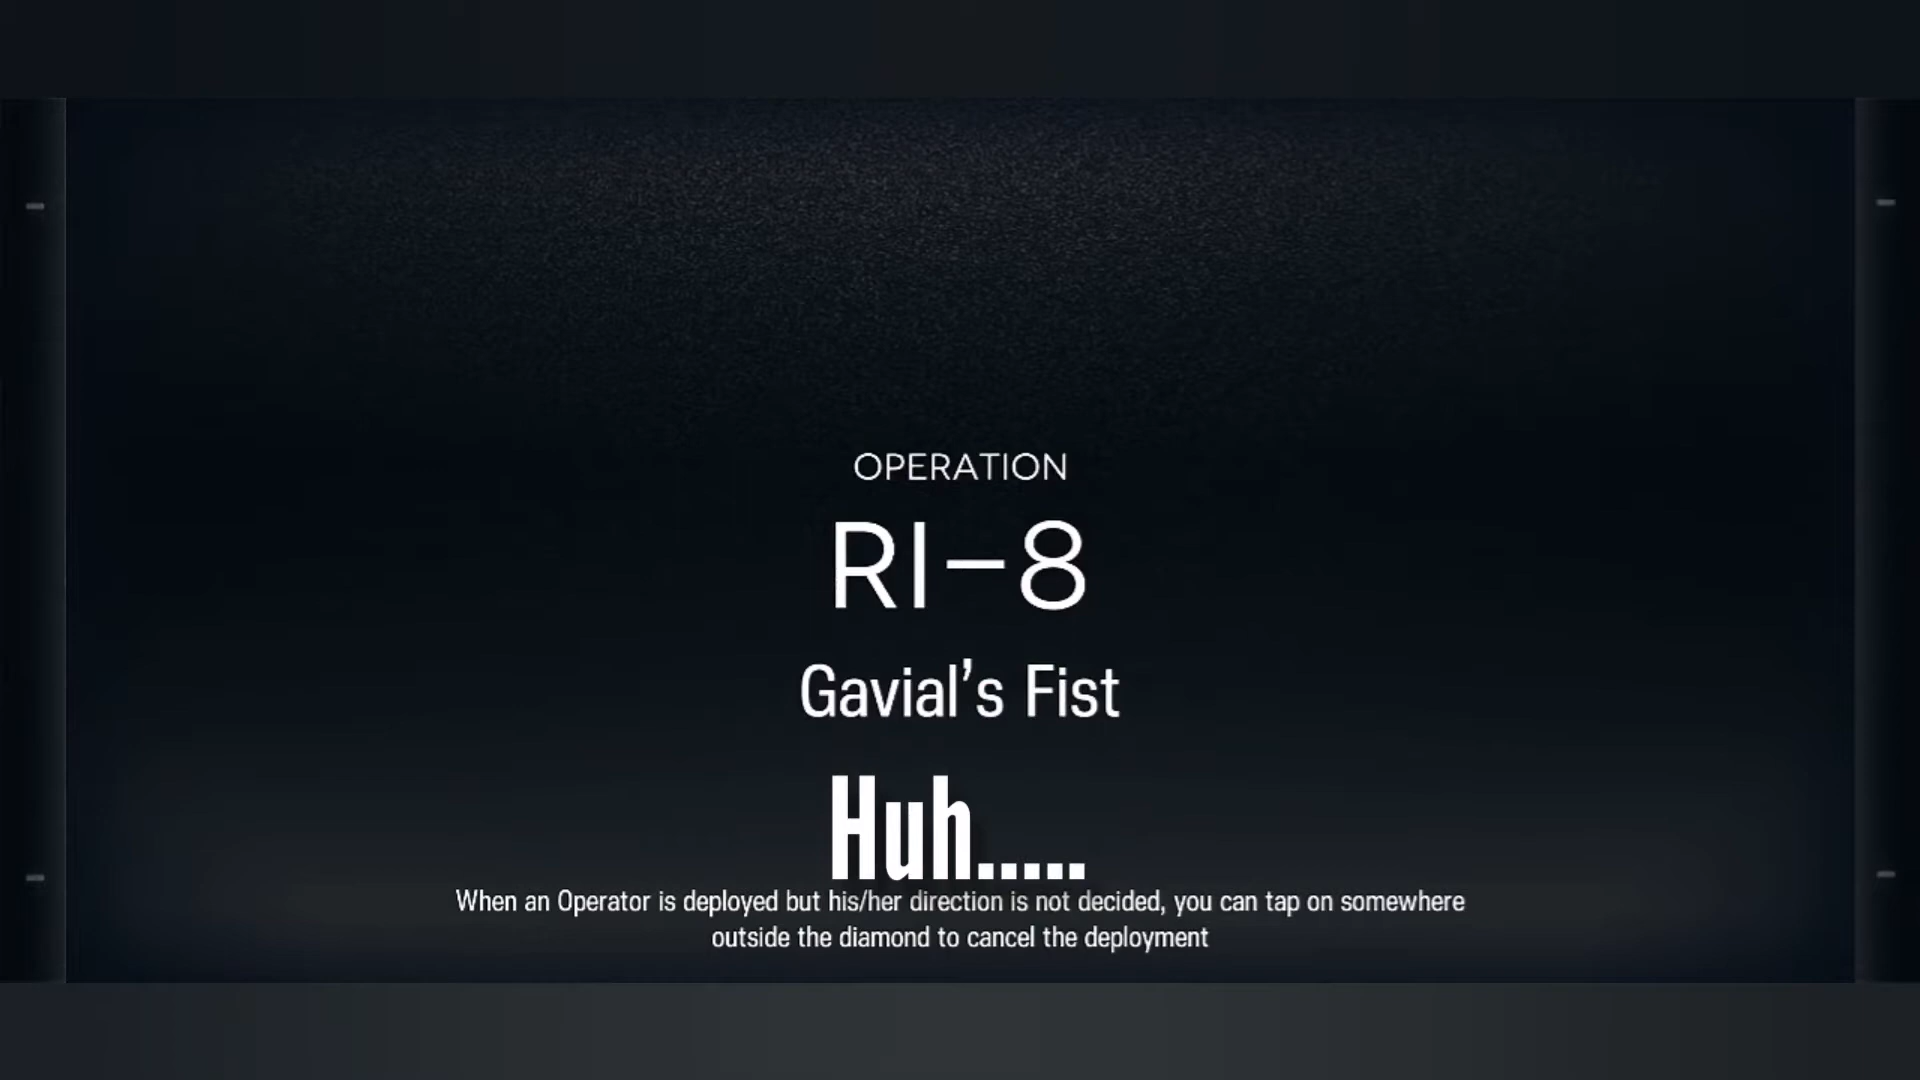 OPERATION
RI-8
Gavial's Fist
Huh.....
When an Operator is deployed but his/her direction is not decided, you can tap on somewhere
outside the diamond to cancel the deployment